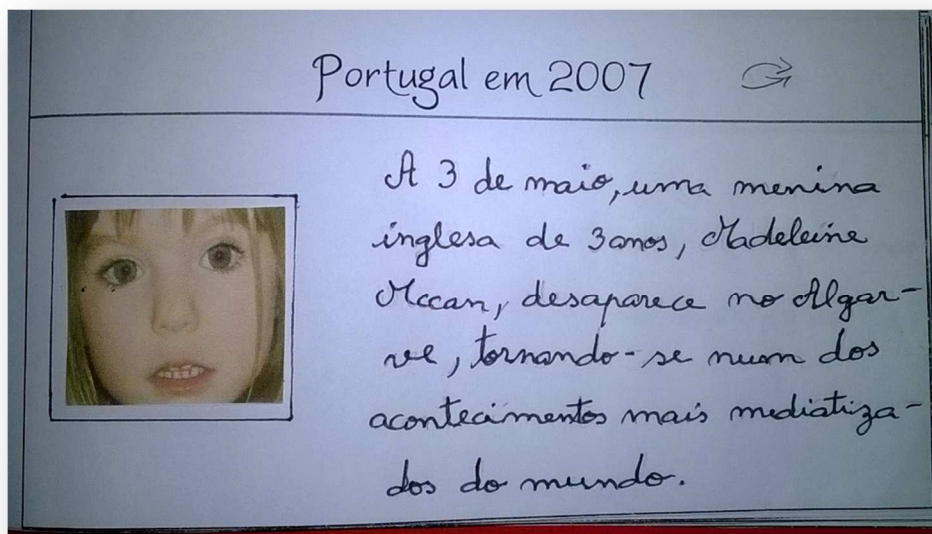 Portugal em 2007
A 3 de maio, uma menina
inglesa de 3 anos, Madeleine
Mccan, desaparece no Algar-
ve, tornando-se num dos
acontecimentos mais mediatiza-
dos do mundo.